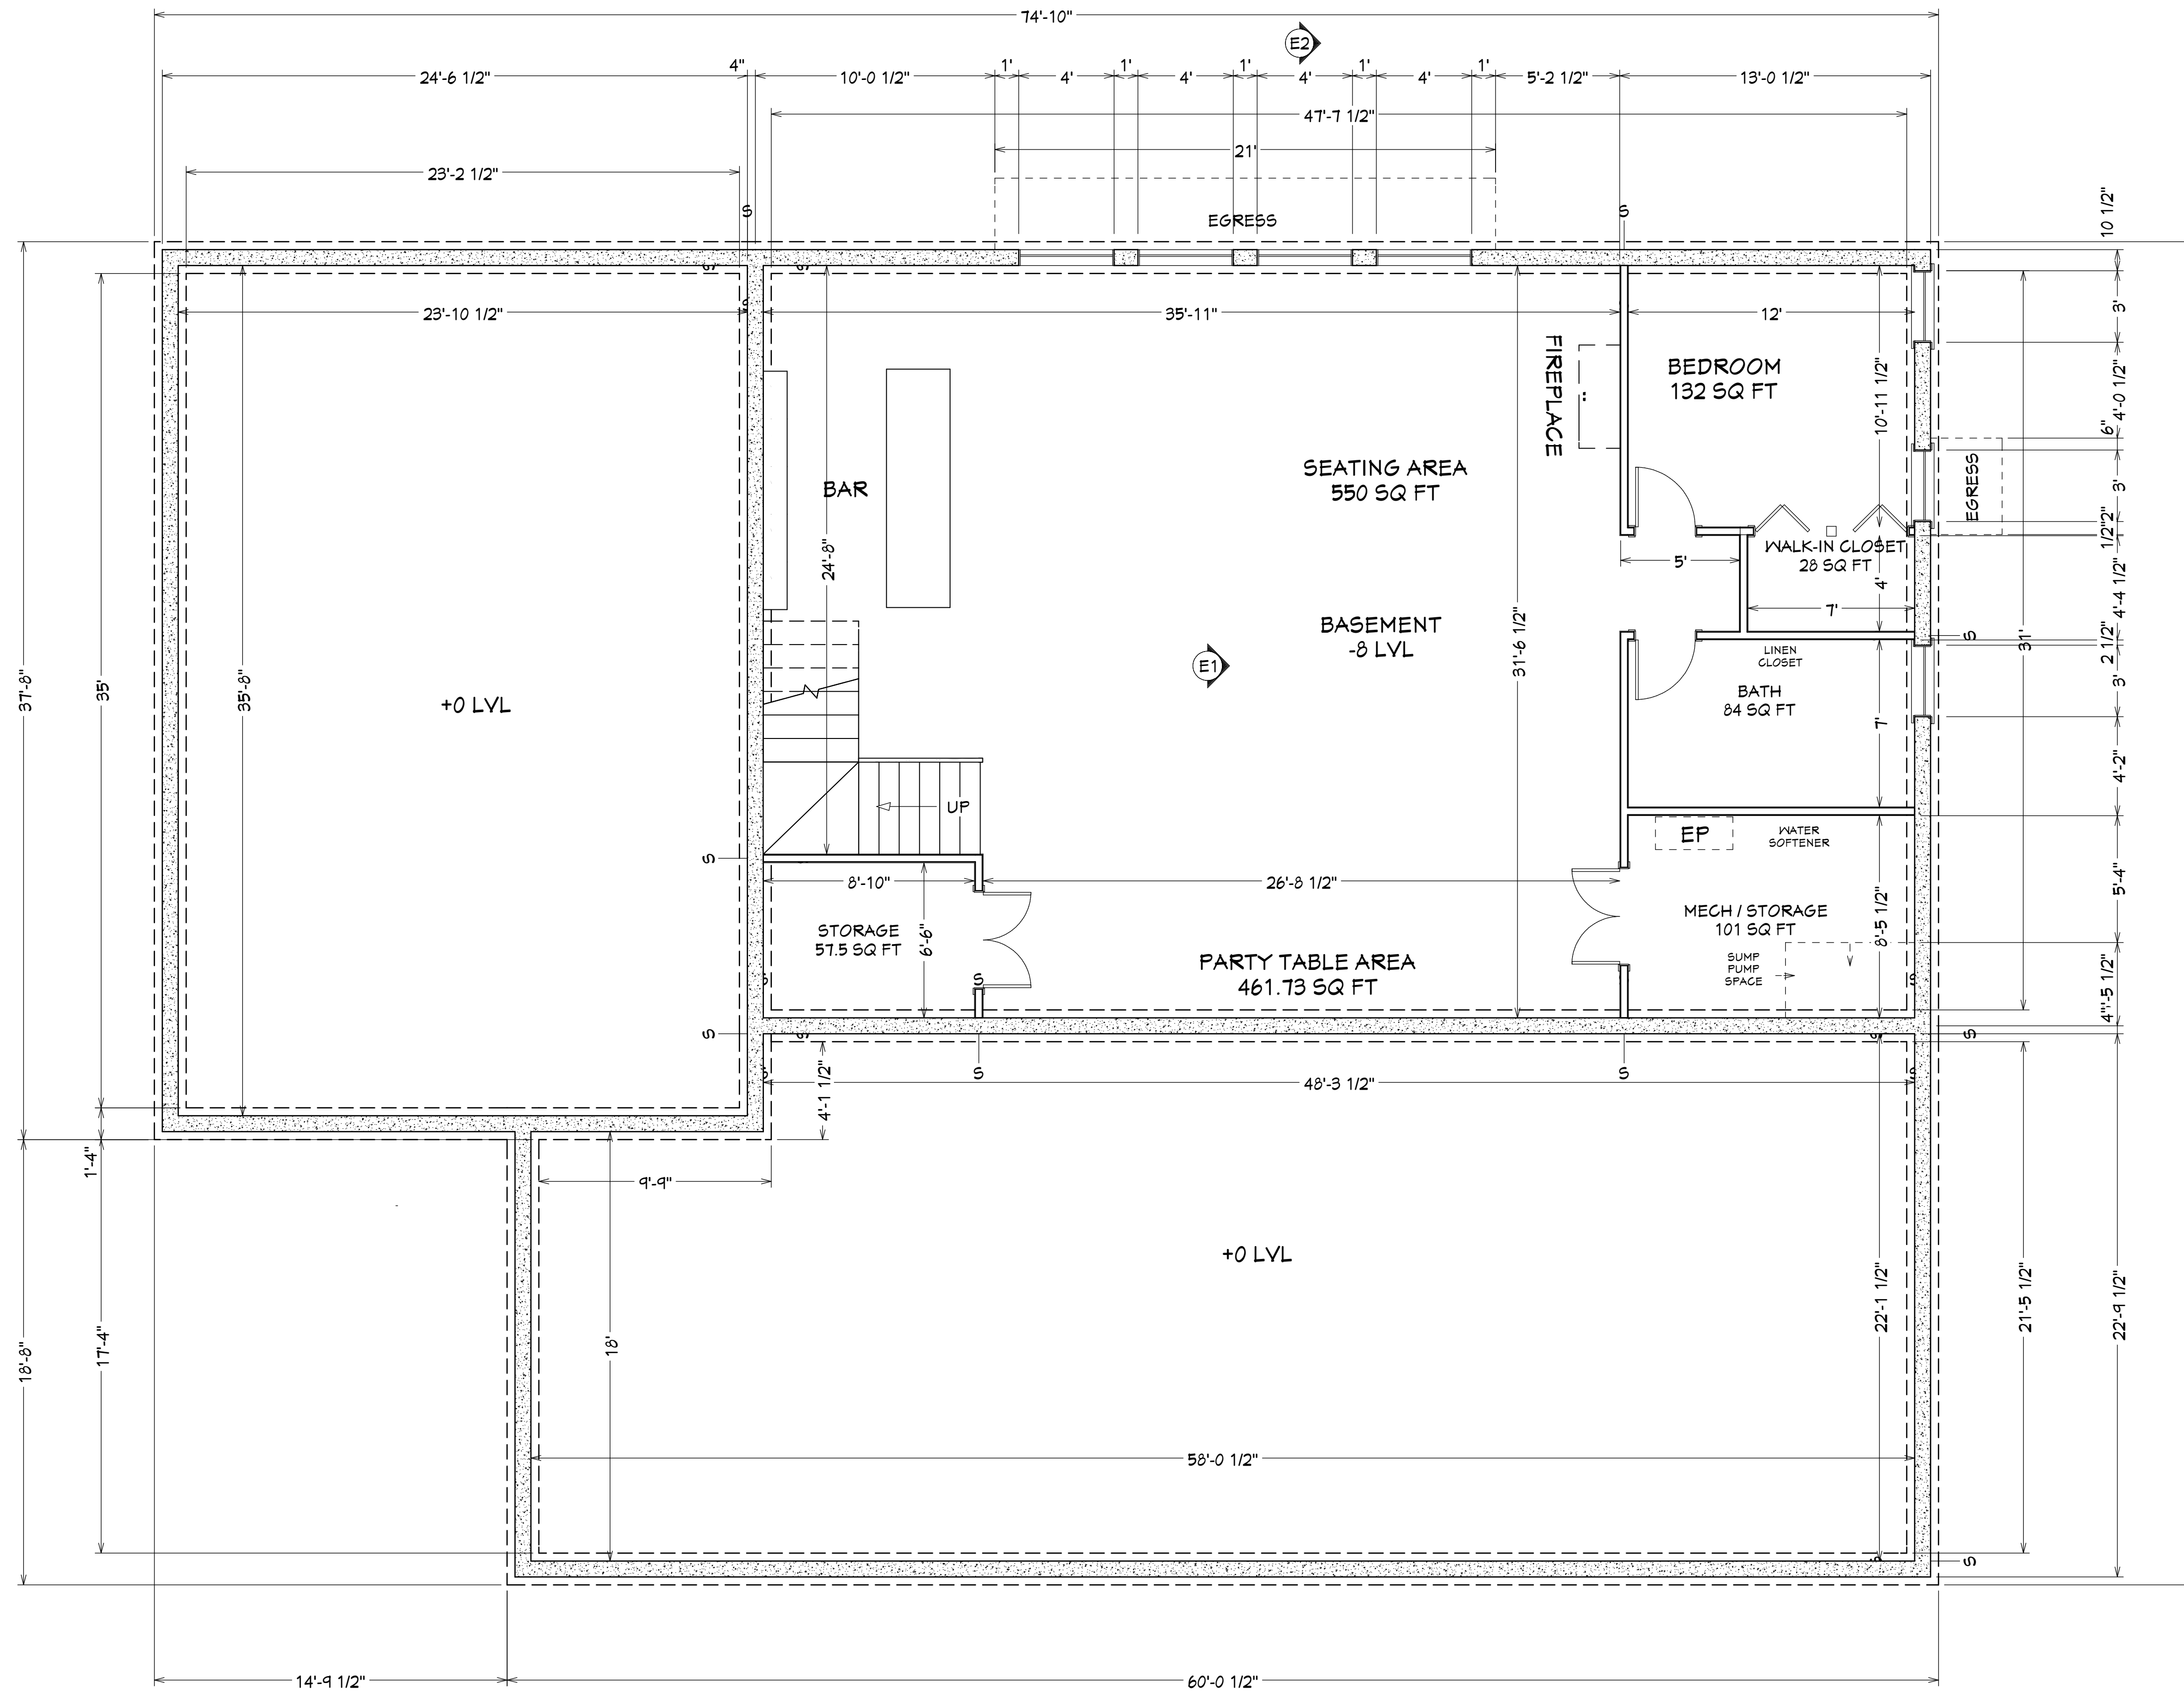 74'-10"
E2
24'-6 1/2"
4"
10'-0 1/2"
1'
4'
1'
4'
1'
4'
1'
4'
1'
5'-2 1/2"
13'-0 1/2"
47'-7 1/2"
21'
23'-2 1/2"
S
EGRESS
S
10 1/2"
S
S
S
23'-10 1/2"
35'-11"
12'
3'
FIREPLACE
BEDROOM
132 SQ FT
10'-11 1/2"
4'-0 1/2"
6"
SEATING AREA
550 SQ FT
BAR
EGRESS
3'
24'-8"
WALK-IN CLOSET
28 SQ FT
1/2"2"
5'
4'
7'
4'-4 1/2"
BASEMENT
-8 LVL
31'-6 1/2"
31'
S
2 1/2"
E1
LINEN
CLOSET
BATH
84 SQ FT
3'
37'-8"
35'
35'-8"
+0 LVL
7'
4'-2"
UP
EP
WATER
SOFTENER
S
8'-10"
26'-8 1/2"
5'-4"
STORAGE
57.5 SQ FT
6'-6"
MECH / STORAGE
101 SQ FT
8'-5 1/2"
PARTY TABLE AREA
461.73 SQ FT
SUMP
PUMP
SPACE
S
S
S
4"-5 1/2"
S
S
S
S
S
S
S
S
4'-1 1/2"
48'-3 1/2"
S
1'-4"
9'-9"
+0 LVL
18'-8"
17'-4"
18'
22'-1 1/2"
21'-5 1/2"
22'-9 1/2"
58'-0 1/2"
S
S
14'-9 1/2"
60'-0 1/2"